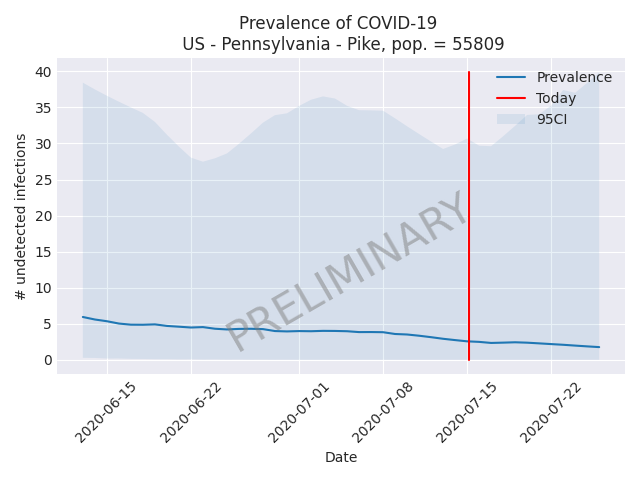 Prevalence of COVID-19
US - Pennsylvania - Pike, pop. = 55809
40
35
30
25
20
15
10
5
0
# undetected infections
Prevalence
Today
95CI
PRELIMINARY
2020-06-15
2020-06-22
2020-07-01
2020-07-08
2020-07-15
2020-07-22
Date